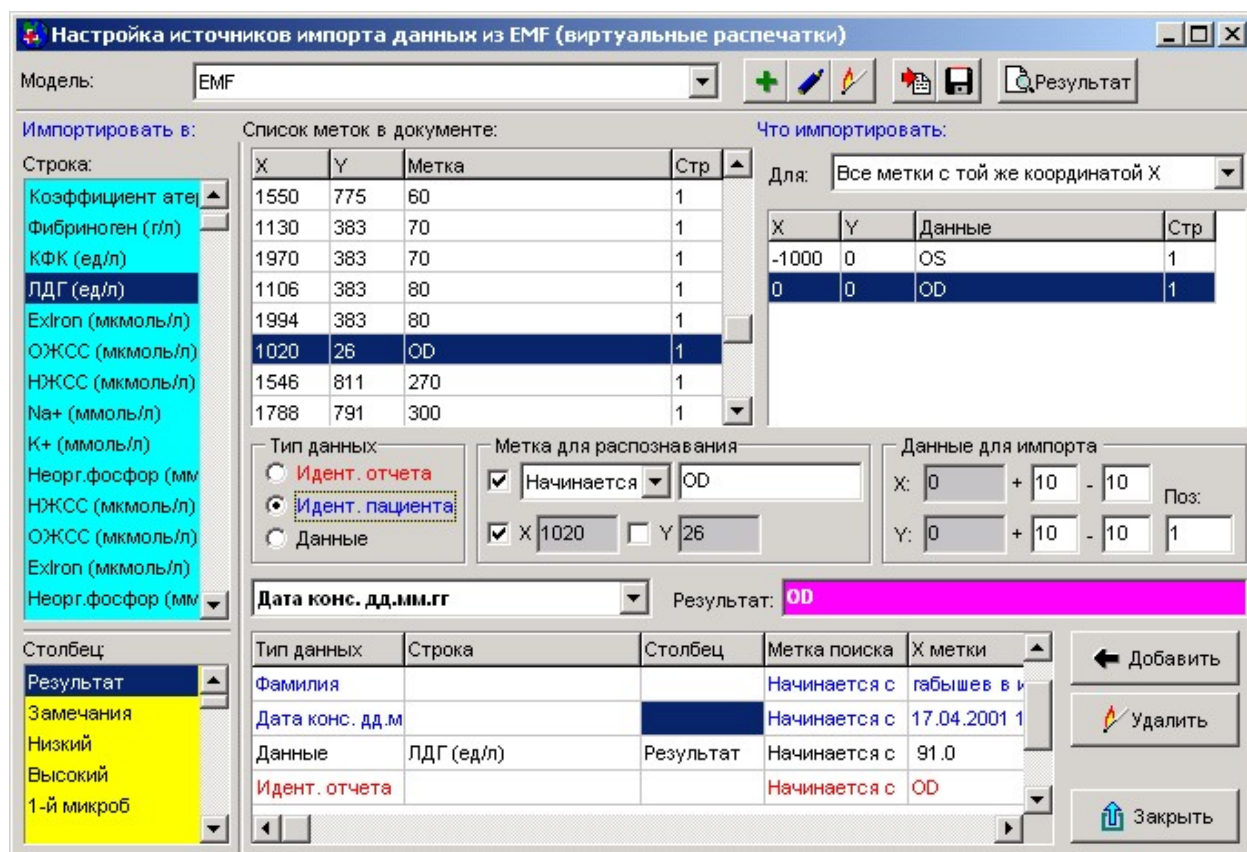 Настройка источников импорта данных из EMF (виртуальные распечатки)
Модель: EMF Результат
Импортировать в: Список меток в документе: Что импортировать:
Строка:
Коэффициент атер
Фибриноген (г/л)
КФК (ед/л)
ЛДГ (ед/л)
ExIron (мкмоль/л)
ОЖСС (мкмоль/л)
НЖСС (мкмоль/л)
Na+ (ммоль/л)
K+ (ммоль/л)
Неорг.фосфор (мм
НЖСС (мкмоль/л)
ОЖСС (мкмоль/л)
ExIron (мкмоль/л)
Неорг.фосфор (мм
X Y Метка Стр
1550 775 60 1
1130 383 70 1
1970 383 70 1
1106 383 80 1
1994 383 80 1
1020 26 OD 1
1546 811 270 1
1788 791 300 1
Для: Все метки с той же координатой X
X Y Данные Стр
-1000 0 OS 1
0 0 OD 1
Тип данных
Идент. отчета
Идент. пациента
Данные
Метка для распознавания
Начинается OD
X 1020 Y 26
Данные для импорта
X: 0 + 10 - 10 Поз:
Y: 0 + 10 - 10 1
Дата конс. дд.мм.гг Результат: OD
Столбец:
Результат
Замечания
Низкий
Высокий
1-й микроб
Тип данных Строка Столбец Метка поиска X метки
Фамилия Начинается с габышев в и
Дата конс. дд.м Начинается с 17.04.2001 1
Данные ЛДГ (ед/л) Результат Начинается с 91.0
Идент. отчета Начинается с OD
Добавить
Удалить
Закрыть